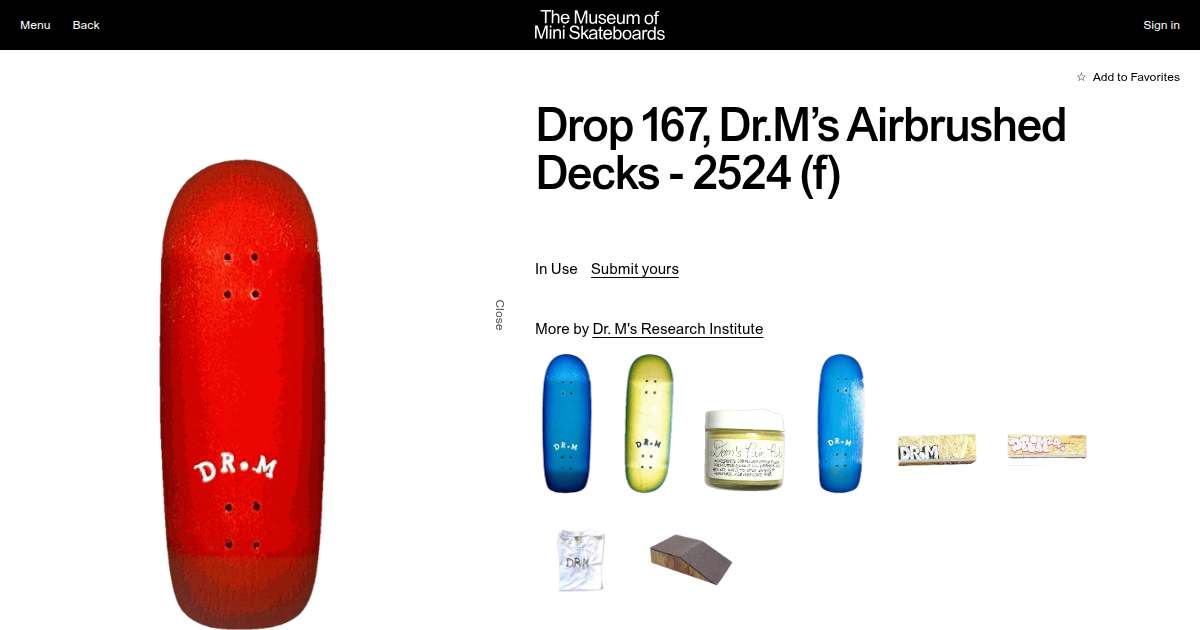 Menu
Back
The Museum of
Mini Skateboards
Sign in
☆ Add to Favorites
Drop 167, Dr.M’s Airbrushed
Decks - 2524 (f)
In Use
Submit yours
Close
More by Dr. M's Research Institute
DR.M
DR.M
DR.M
DR.M
DR.M
DR.M